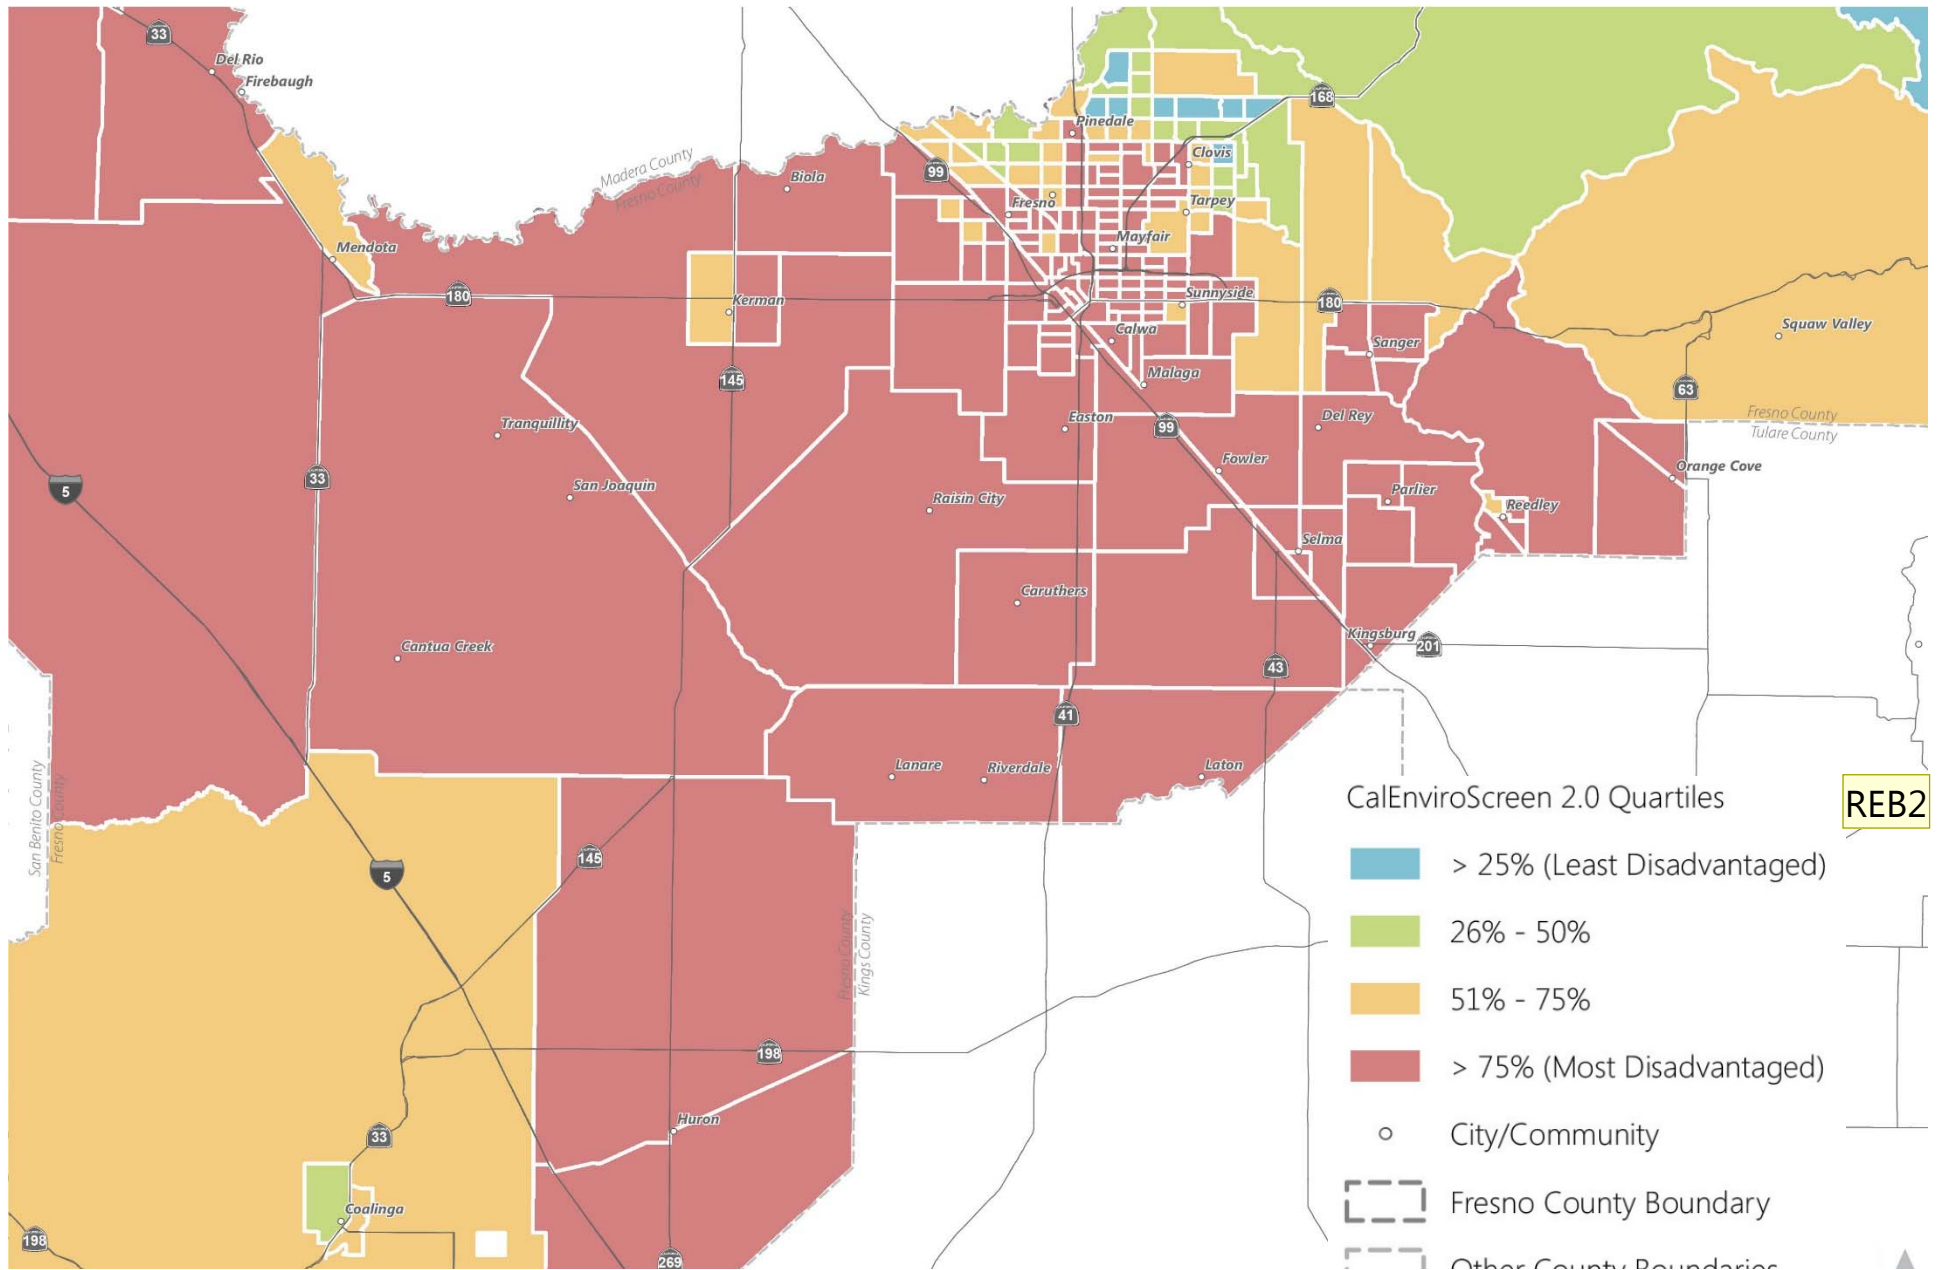 33
Del Rio
Firebaugh
168
Pinedale
Madera County
Fresno County
Clovis
99
Biola
Fresno
Tarpey
Mendota
Mayfair
180
Kerman
Sunnyside
180
Calwa
Squaw Valley
Sanger
145
Malaga
63
Tranquillity
Easton
99
Del Rey
Fresno County
Tulare County
Fowler
Orange Cove
33
5
San Joaquin
Raisin City
Parlier
Reedley
Selma
Caruthers
Cantua Creek
Kingsburg
201
43
41
Lanare
Riverdale
Laton
San Benito County
Fresno County
145
5
Fresno County
Kings County
198
Huron
33
Coalinga
198
269
CalEnviroScreen 2.0 Quartiles
REB2
> 25% (Least Disadvantaged)
26% - 50%
51% - 75%
> 75% (Most Disadvantaged)
City/Community
Fresno County Boundary
Other County Boundaries